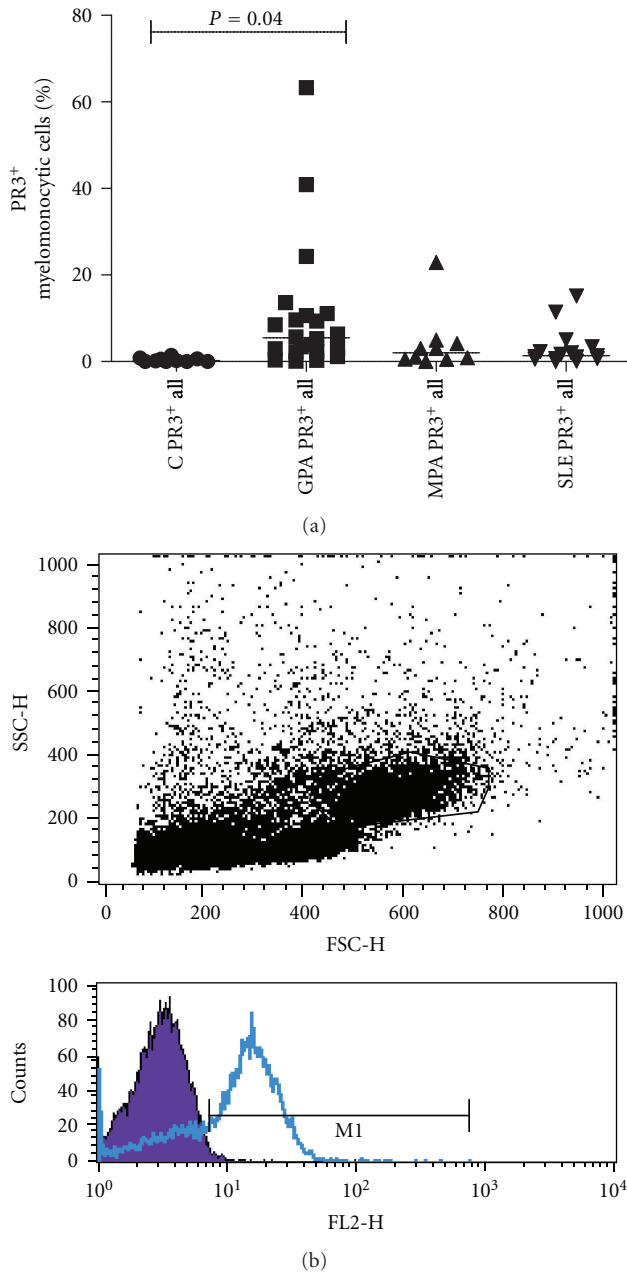 P = 0.04
80
60
40
20
0
PR3+
myelomonocytic cells (%)
C PR3+ all
GPA PR3+ all
MPA PR3+ all
SLE PR3+ all
(a)
1000
800
600
400
200
0
SSC-H
0 200 400 600 800 1000
FSC-H
100
80
60
40
20
0
Counts
M1
10^0 10^1 10^2 10^3 10^4
FL2-H
(b)